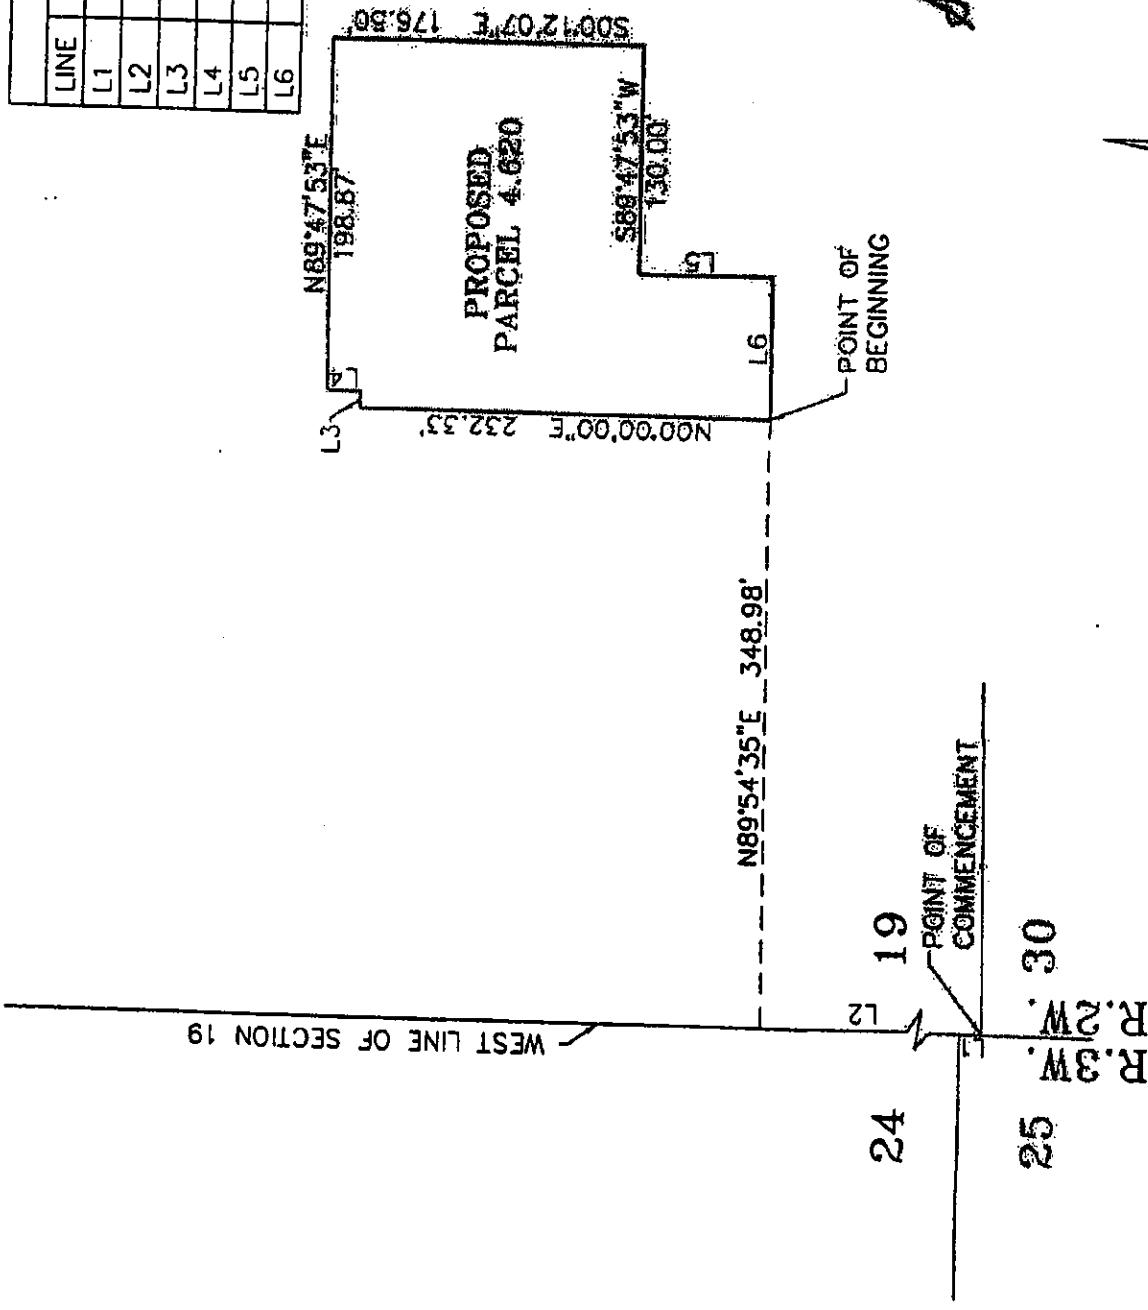 LINE
L1
L2
L3
L4
L5
L6
S00°12'07"E 176.50'
N89°47'53"E
198.87'
PROPOSED
PARCEL 4.620
S89°47'53"W
130.00'
L4
L3
L5
L6
N00°00'00"E 232.33'
POINT OF
BEGINNING
N89°54'35"E 348.98'
WEST LINE OF SECTION 19
L2
24
19
POINT OF
COMMENCEMENT
L1
25
30
R.3W.
R.2W.